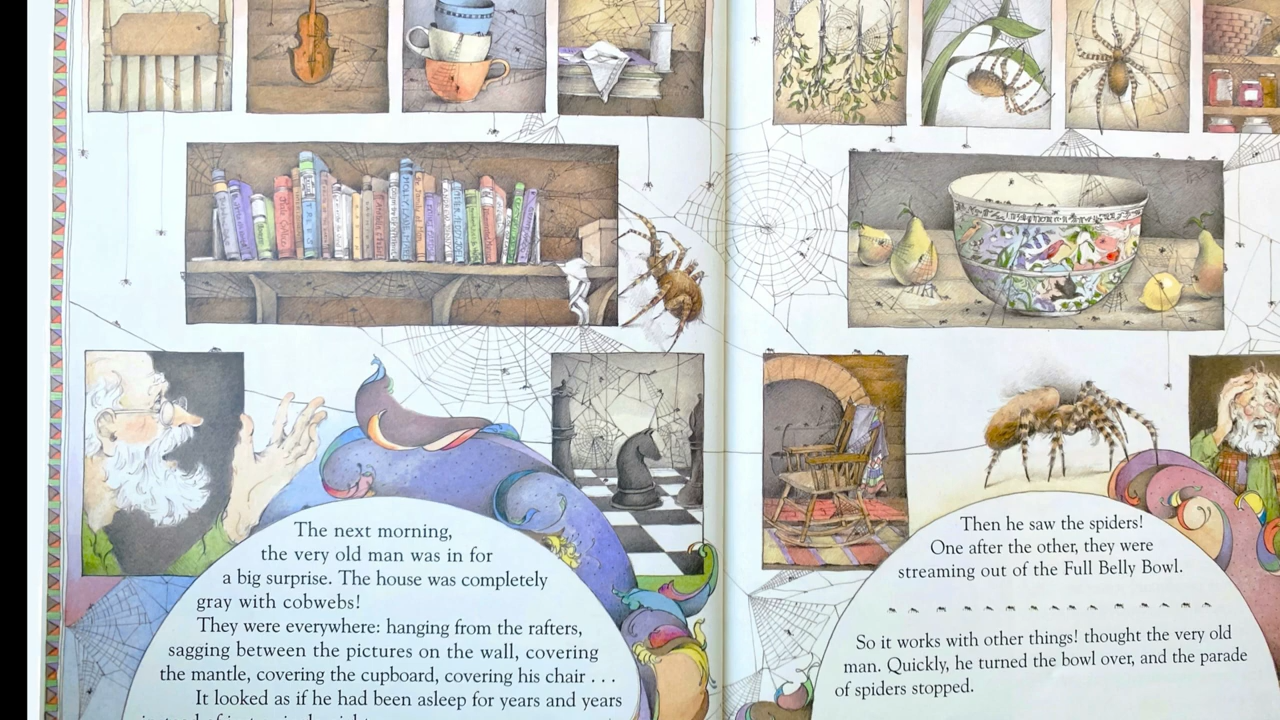 The next morning,
the very old man was in for
a big surprise. The house was completely
gray with cobwebs!
They were everywhere: hanging from the rafters,
sagging between the pictures on the wall, covering
the mantle, covering the cupboard, covering his chair . . .
It looked as if he had been asleep for years and years
Then he saw the spiders!
One after the other, they were
streaming out of the Full Belly Bowl.
So it works with other things! thought the very old
man. Quickly, he turned the bowl over, and the parade
of spiders stopped.